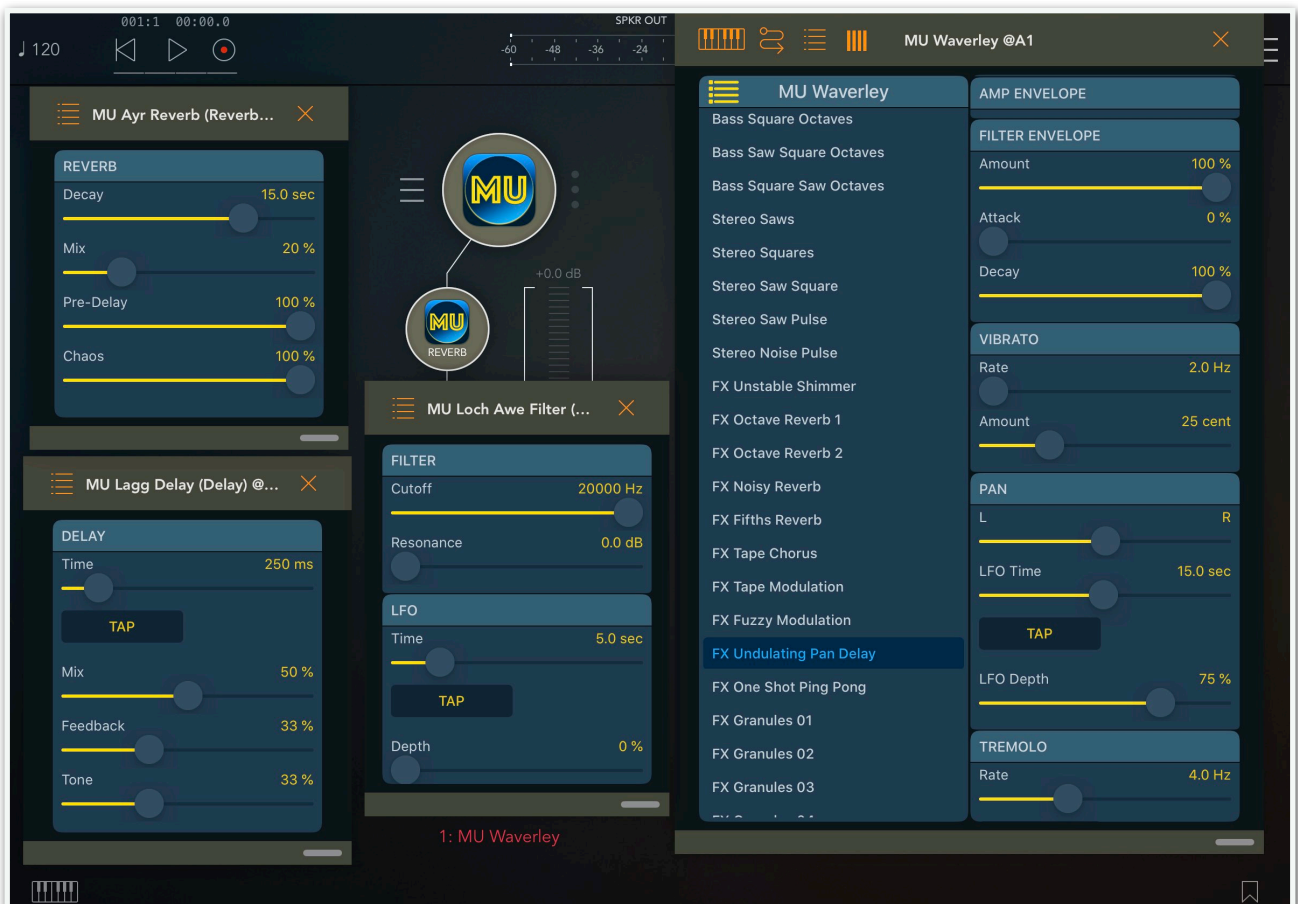 001:1 00:00.0
120
SPKR OUT
-60 -48 -36 -24
MU Ayr Reverb (Reverb...
REVERB
Decay 15.0 sec
Mix 20 %
Pre-Delay 100 %
Chaos 100 %
MU Lagg Delay (Delay) @...
DELAY
Time 250 ms
TAP
Mix 50 %
Feedback 33 %
Tone 33 %
MU
+0.0 dB
MU
REVERB
MU Loch Awe Filter (...
FILTER
Cutoff 20000 Hz
Resonance 0.0 dB
LFO
Time 5.0 sec
TAP
Depth 0 %
1: MU Waverley
MU Waverley @A1
MU Waverley
Bass Square Octaves
Bass Saw Square Octaves
Bass Square Saw Octaves
Stereo Saws
Stereo Squares
Stereo Saw Square
Stereo Saw Pulse
Stereo Noise Pulse
FX Unstable Shimmer
FX Octave Reverb 1
FX Octave Reverb 2
FX Noisy Reverb
FX Fifths Reverb
FX Tape Chorus
FX Tape Modulation
FX Fuzzy Modulation
FX Undulating Pan Delay
FX One Shot Ping Pong
FX Granules 01
FX Granules 02
FX Granules 03
AMP ENVELOPE
FILTER ENVELOPE
Amount 100 %
Attack 0 %
Decay 100 %
VIBRATO
Rate 2.0 Hz
Amount 25 cent
PAN
L R
LFO Time 15.0 sec
TAP
LFO Depth 75 %
TREMOLO
Rate 4.0 Hz